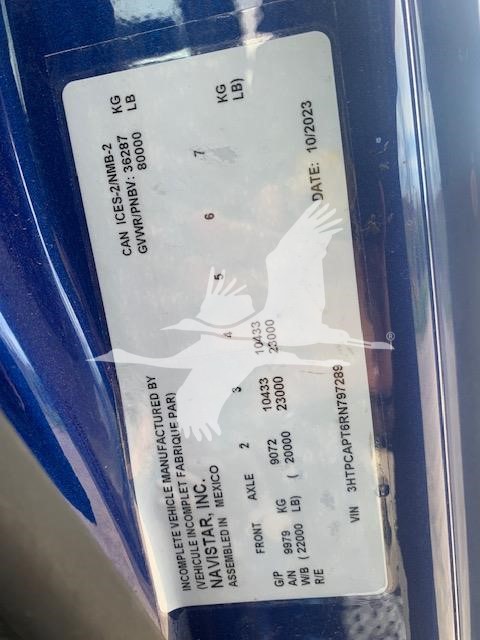 INCOMPLETE VEHICLE MANUFACTURED BY
(VEHICULE INCOMPLET FABRIQUE PAR)
NAVISTAR, INC.
ASSEMBLED IN MEXICO
CAN ICES-2/NMB-2
GVWR/PNBV: 36287 KG
80000 LB
FRONT AXLE 2 3 4 5 6 7
G/P
A/N 9979 KG 9072 10433 10433 KG
W/B ( 22000 LB) ( 20000 23000 23000 LB)
R/E
VIN 3HTPCAPT6RN797289 DATE: 10/2023
®